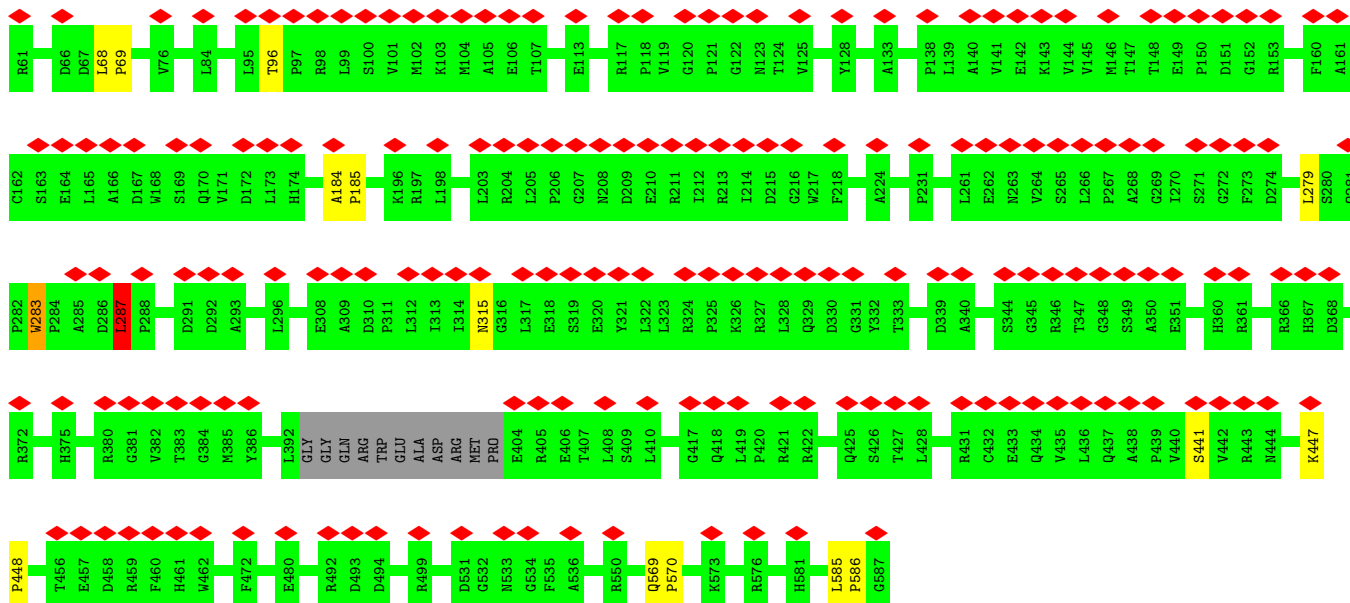 R61 D66 D67 L68 P69 V76 L84 L95 T96 P97 R98 L99 S100 V101 M102 K103 M104 A105 E106 T107 E113 R117 P118 V119 G120 P121 G122 N123 T124 V125 Y128 A133 P138 L139 A140 V141 E142 K143 V144 V145 M146 T147 T148 E149 P150 D151 G152 R153 F160 A161
C162 S163 E164 L165 A166 D167 W168 S169 Q170 V171 D172 L173 H174 A184 P185 K196 R197 L198 L203 R204 L205 P206 G207 N208 D209 E210 R211 I212 R213 I214 D215 G216 W217 F218 A224 P231 L261 E262 N263 V264 S265 L266 P267 A268 G269 I270 S271 G272 F273 D274 L279 S280
P282 W283 P284 A285 D286 L287 P288 D291 D292 A293 L296 E308 A309 D310 P311 L312 I313 I314 N315 G316 L317 E318 S319 E320 Y321 L322 L323 R324 P325 K326 R327 L328 Q329 D330 G331 Y332 T333 D339 A340 S344 G345 R346 T347 G348 S349 A350 E351 H360 R361 R366 H367 D368
R372 H375 R380 G381 V382 T383 G384 M385 Y386 L392 GLY GLY GLN ARG TRP GLU ALA ASP ARG MET PRO E404 R405 E406 T407 L408 S409 L410 G417 Q418 L419 P420 R421 R422 Q425 S426 T427 L428 R431 C432 E433 Q434 V435 L436 Q437 A438 P439 V440 S441 V442 R443 N444 K447
P448 T456 E457 D458 R459 F460 H461 W462 F472 E480 R492 D493 D494 R499 D531 G532 N533 G534 F535 A536 R550 Q569 P570 K573 R576 H581 L585 P586 G587